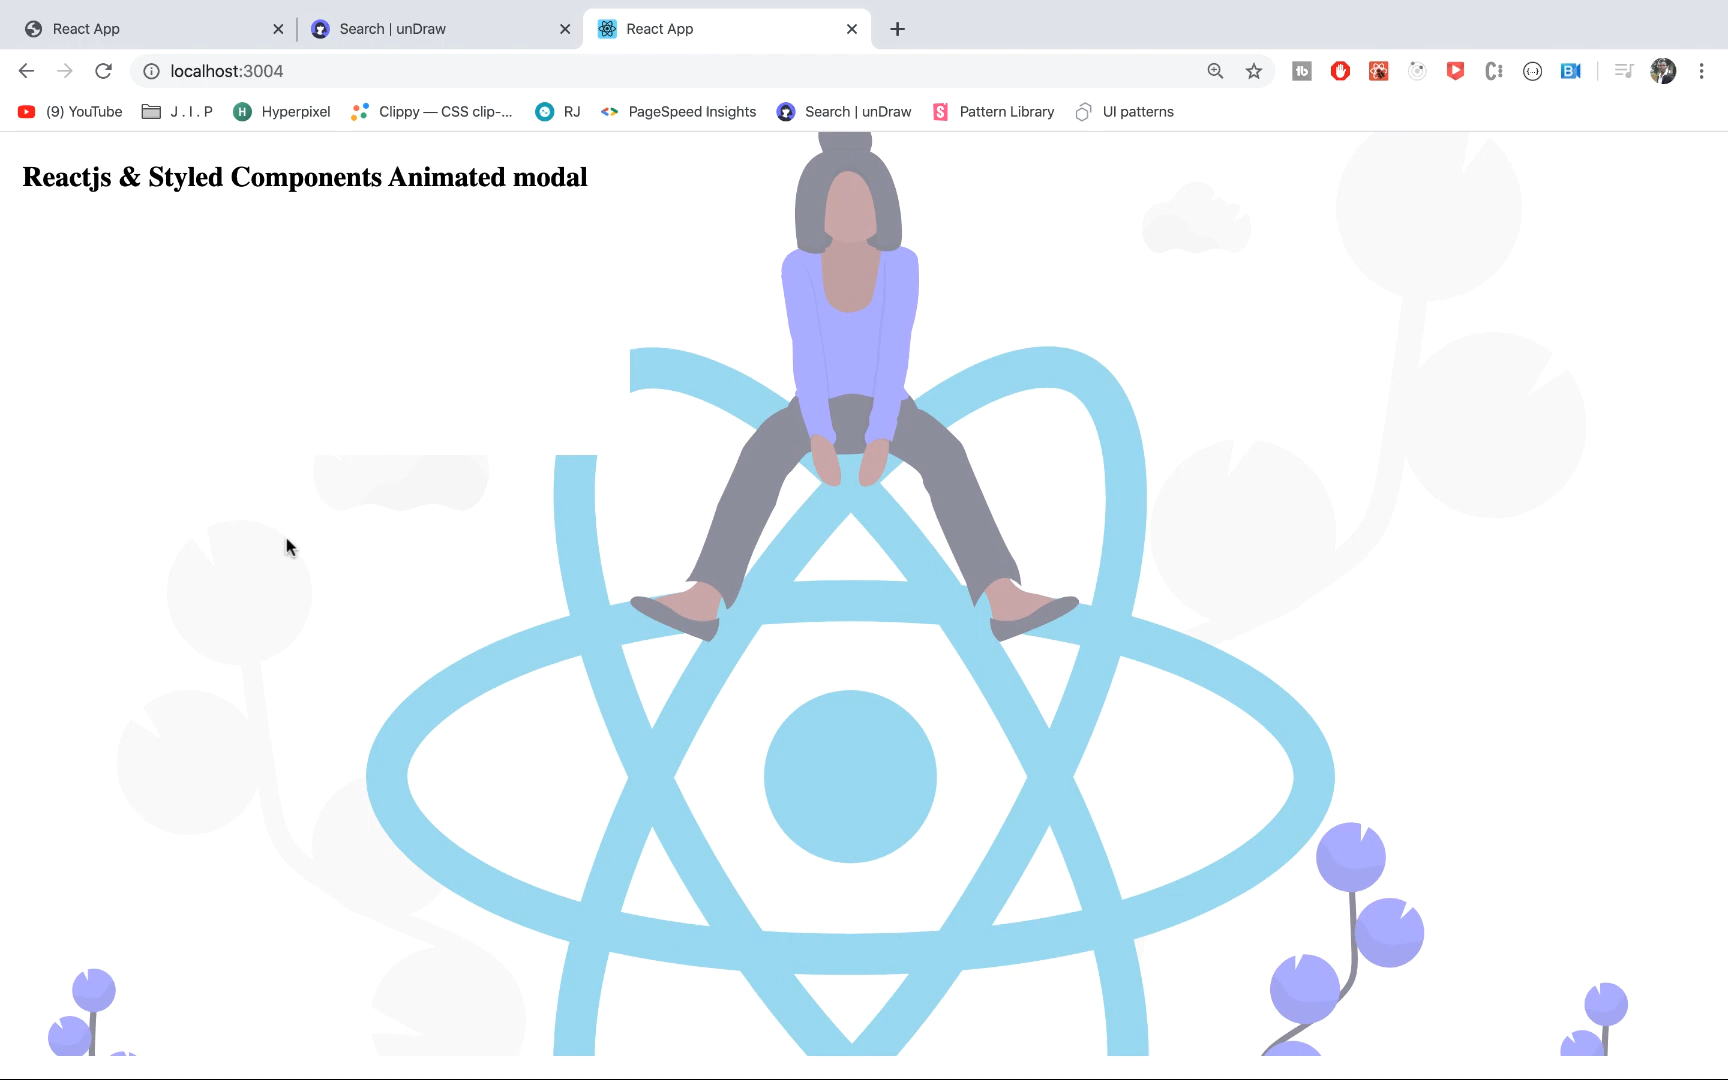 React App
Search | unDraw
React App
localhost:3004
(9) YouTube
J . I . P
H
Hyperpixel
Clippy — CSS clip-...
RJ
PageSpeed Insights
Search | unDraw
Pattern Library
UI patterns
Reactjs & Styled Components Animated modal